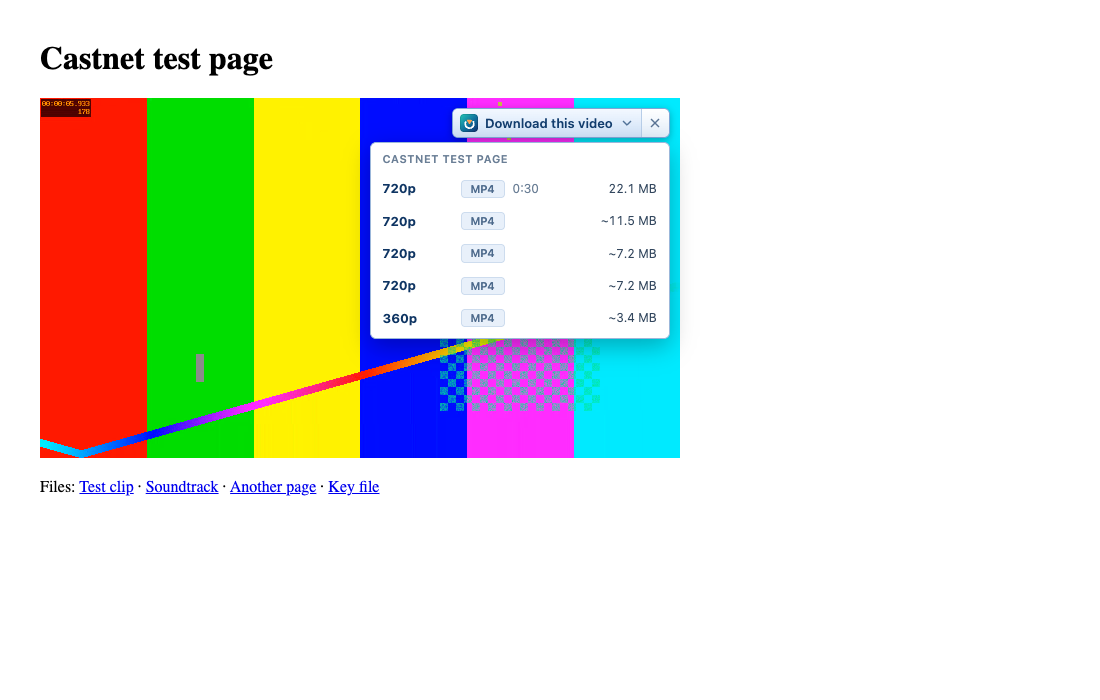 Castnet test page
00:00:05.933
178
Download this video
CASTNET TEST PAGE
720p MP4 0:30 22.1 MB
720p MP4 ~11.5 MB
720p MP4 ~7.2 MB
720p MP4 ~7.2 MB
360p MP4 ~3.4 MB
Files: Test clip · Soundtrack · Another page · Key file